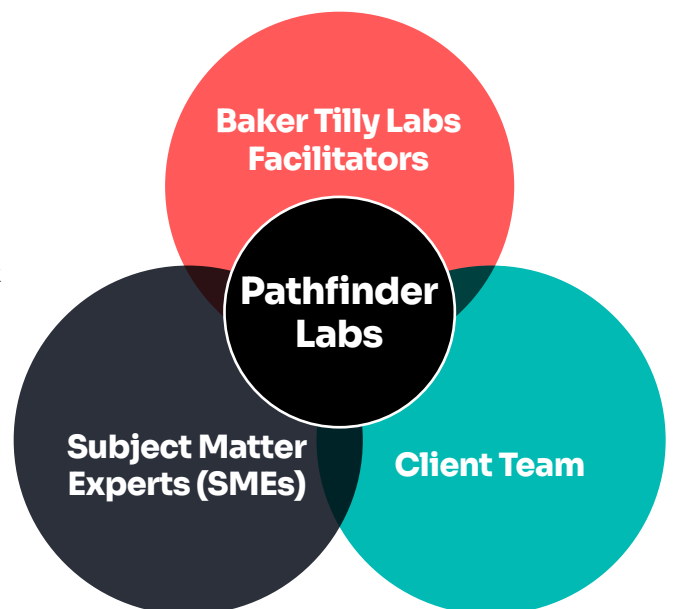 Baker Tilly Labs
Facilitators
Pathfinder
Labs
Subject Matter
Experts (SMEs)
Client Team